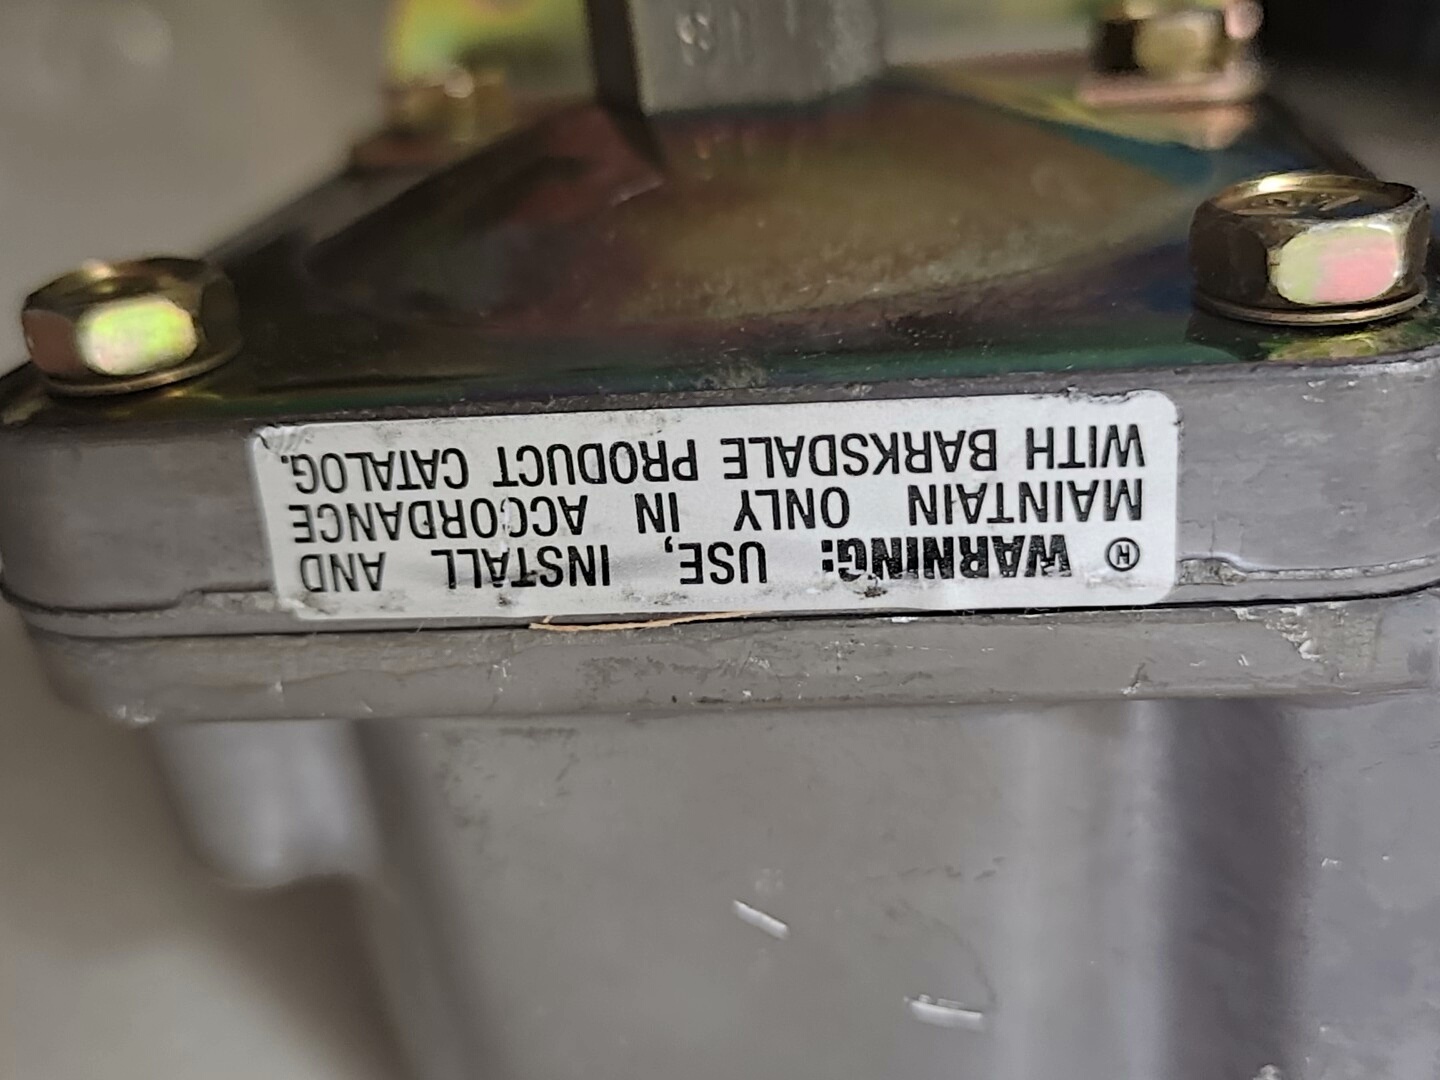 Ⓗ WARNING: USE, INSTALL AND
MAINTAIN ONLY IN ACCORDANCE
WITH BARKSDALE PRODUCT CATALOG.